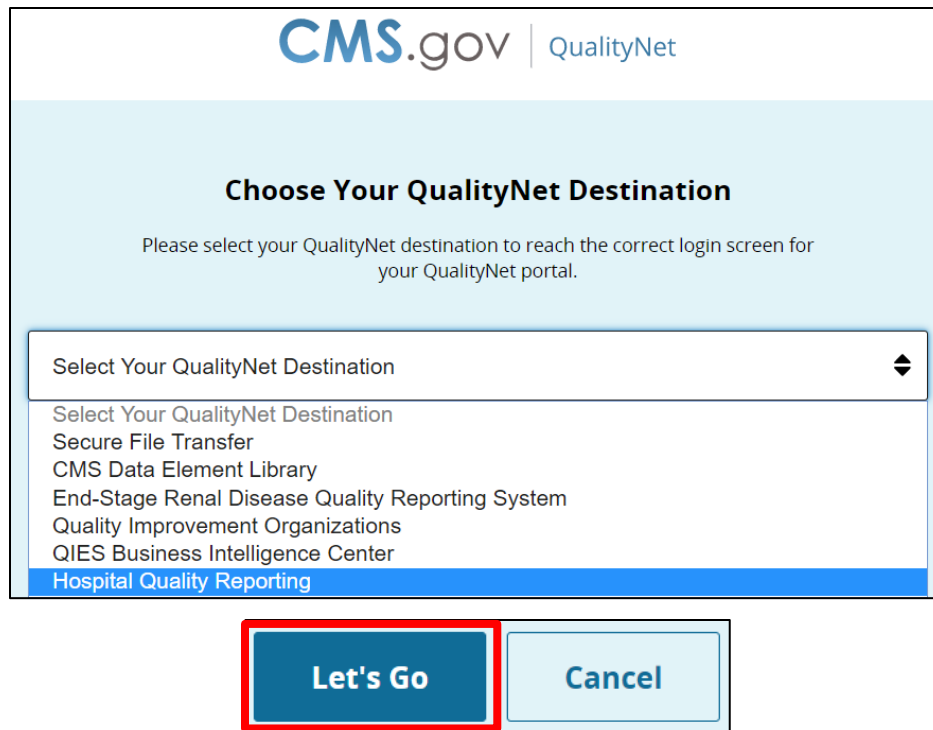 CMS.gov | QualityNet
Choose Your QualityNet Destination
Please select your QualityNet destination to reach the correct login screen for
your QualityNet portal.
Select Your QualityNet Destination
Select Your QualityNet Destination
Secure File Transfer
CMS Data Element Library
End-Stage Renal Disease Quality Reporting System
Quality Improvement Organizations
QIES Business Intelligence Center
Hospital Quality Reporting
Let's Go Cancel